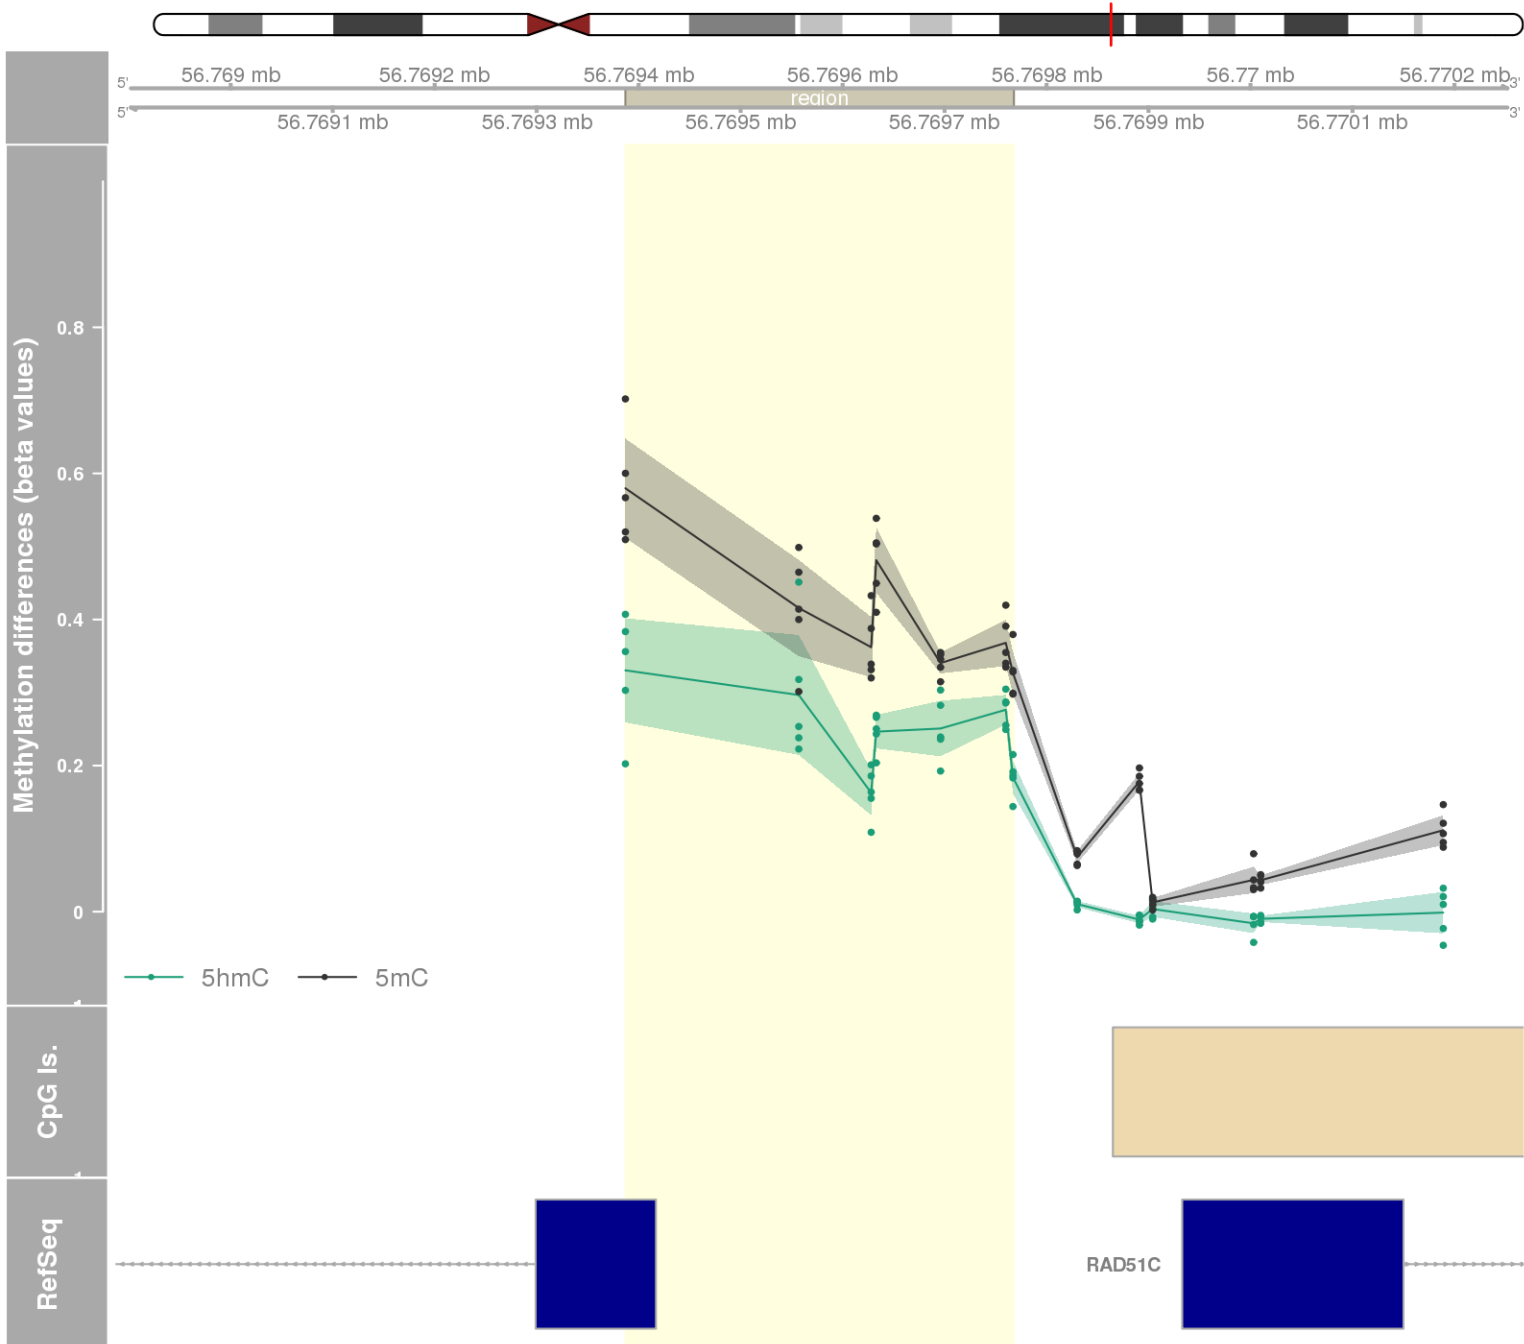 56.769 mb 56.7692 mb 56.7694 mb 56.7696 mb 56.7698 mb 56.77 mb 56.7702 mb
5' 3'
region
5' 3'
56.7691 mb 56.7693 mb 56.7695 mb 56.7697 mb 56.7699 mb 56.7701 mb
Methylation differences (beta values)
0.8
0.6
0.4
0.2
0
5hmC 5mC
CpG Is.
RefSeq
RAD51C